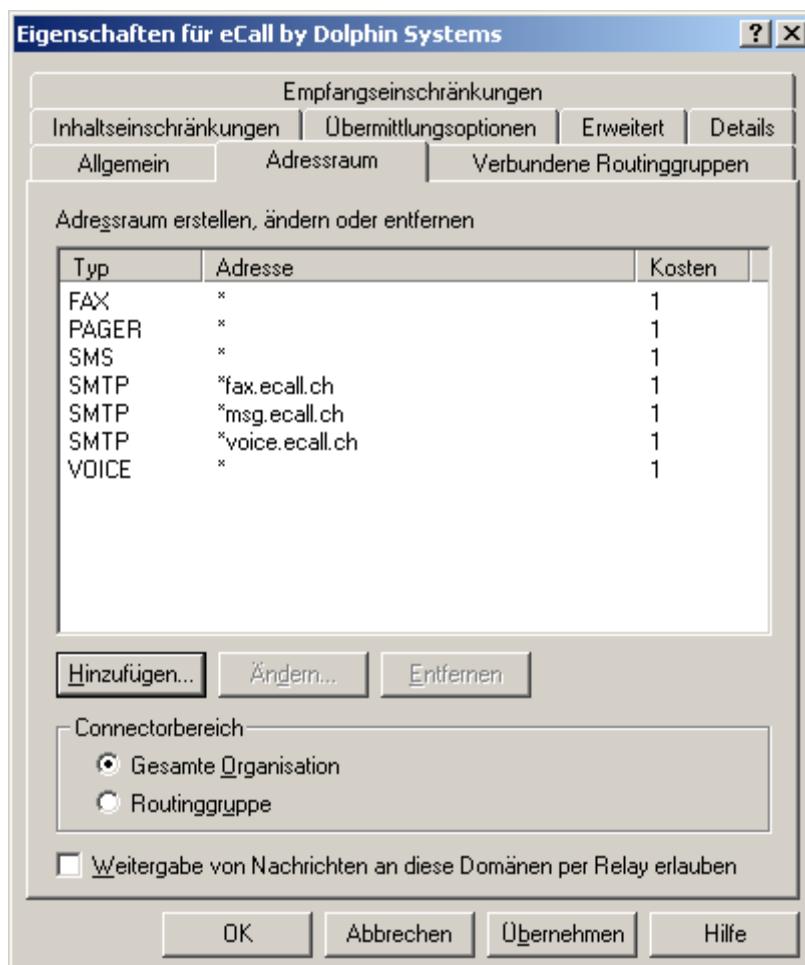 Eigenschaften für eCall by Dolphin Systems
Empfangseinschränkungen
Inhaltseinschränkungen Übermittlungsoptionen Erweitert Details
Allgemein Adressraum Verbundene Routinggruppen
Adressraum erstellen, ändern oder entfernen
Typ Adresse Kosten
FAX * 1
PAGER * 1
SMS * 1
SMTP *fax.ecall.ch 1
SMTP *msg.ecall.ch 1
SMTP *voice.ecall.ch 1
VOICE * 1
Hinzufügen... Ändern... Entfernen
Connectorbereich
Gesamte Organisation
Routinggruppe
Weitergabe von Nachrichten an diese Domänen per Relay erlauben
OK Abbrechen Übernehmen Hilfe